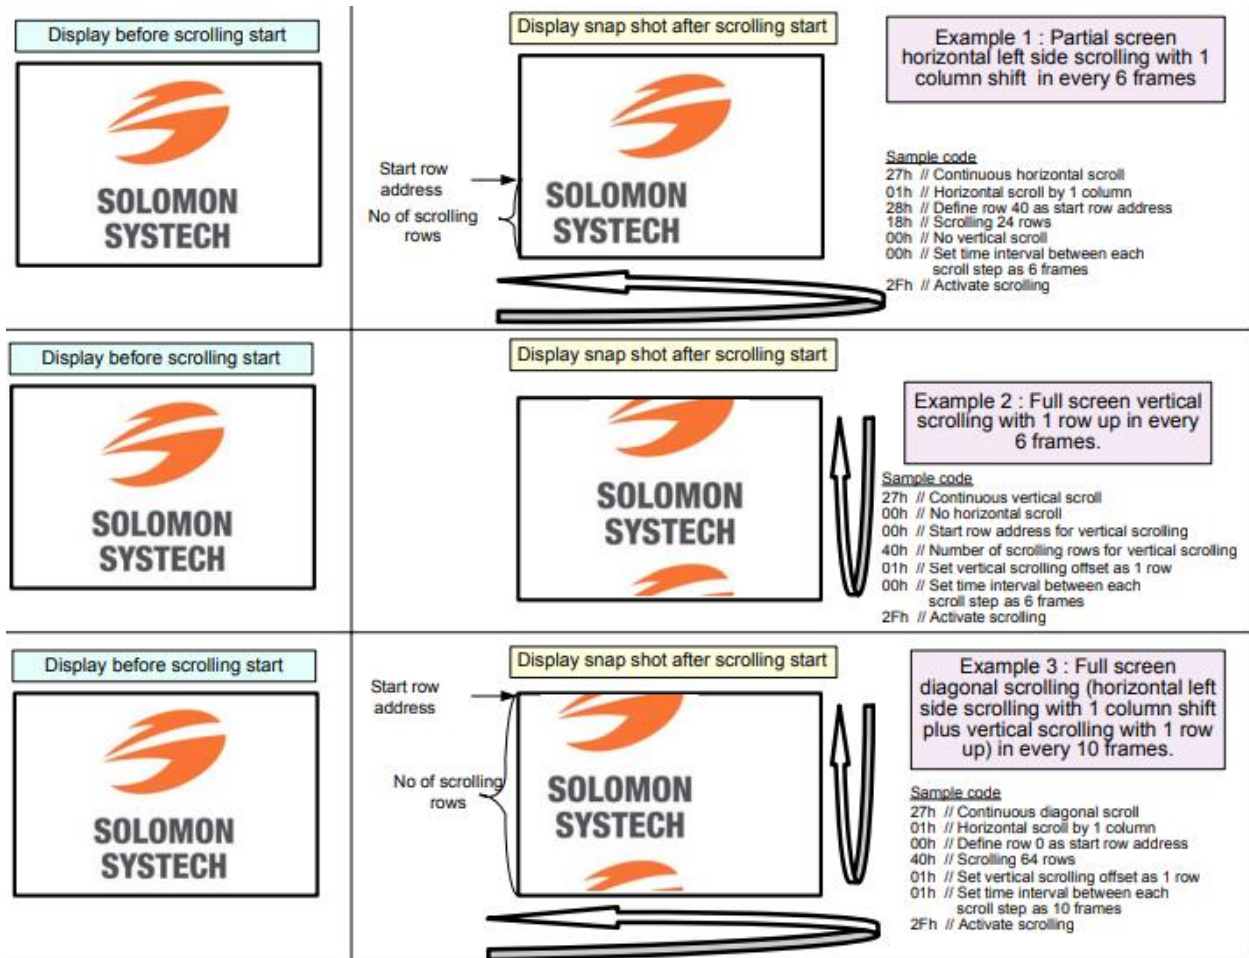 Display before scrolling start
SOLOMON
SYSTECH
Display snap shot after scrolling start
Start row
address
No of scrolling
rows
SOLOMON
SYSTECH
Example 1 : Partial screen
horizontal left side scrolling with 1
column shift in every 6 frames
Sample code
27h // Continuous horizontal scroll
01h // Horizontal scroll by 1 column
28h // Define row 40 as start row address
18h // Scrolling 24 rows
00h // No vertical scroll
00h // Set time interval between each
scroll step as 6 frames
2Fh // Activate scrolling
Display before scrolling start
SOLOMON
SYSTECH
Display snap shot after scrolling start
SOLOMON
SYSTECH
Example 2 : Full screen vertical
scrolling with 1 row up in every
6 frames.
Sample code
27h // Continuous vertical scroll
00h // No horizontal scroll
00h // Start row address for vertical scrolling
40h // Number of scrolling rows for vertical scrolling
01h // Set vertical scrolling offset as 1 row
00h // Set time interval between each
scroll step as 6 frames
2Fh // Activate scrolling
Display before scrolling start
SOLOMON
SYSTECH
Display snap shot after scrolling start
Start row
address
No of scrolling
rows
SOLOMON
SYSTECH
Example 3 : Full screen
diagonal scrolling (horizontal left
side scrolling with 1 column shift
plus vertical scrolling with 1 row
up) in every 10 frames.
Sample code
27h // Continuous diagonal scroll
01h // Horizontal scroll by 1 column
00h // Define row 0 as start row address
40h // Scrolling 64 rows
01h // Set vertical scrolling offset as 1 row
01h // Set time interval between each
scroll step as 10 frames
2Fh // Activate scrolling